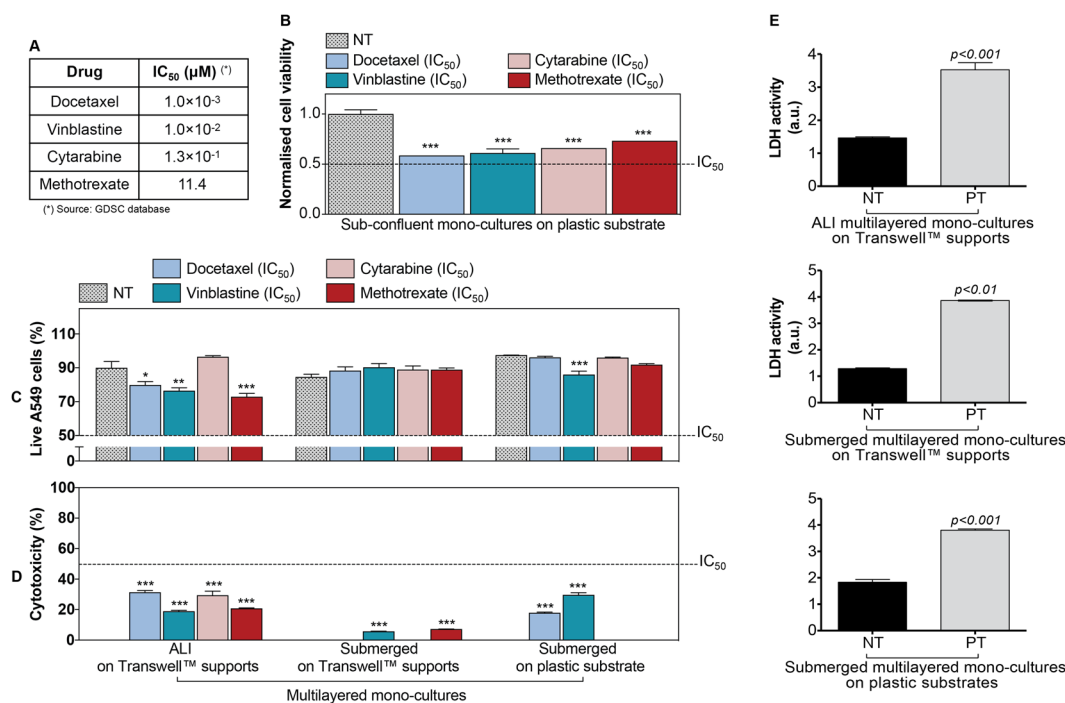 A
Drug IC50 (µM) (*)
Docetaxel 1.0×10-3
Vinblastine 1.0×10-2
Cytarabine 1.3×10-1
Methotrexate 11.4
(*) Source: GDSC database
B
NT
Docetaxel (IC50) Cytarabine (IC50)
Vinblastine (IC50) Methotrexate (IC50)
Normalised cell viability
1.0
0.5
0.0
*** *** *** ***
IC50
Sub-confluent mono-cultures on plastic substrate
Docetaxel (IC50) Cytarabine (IC50)
NT Vinblastine (IC50) Methotrexate (IC50)
C
Live A549 cells (%)
110
90
70
50
0
* ** *** ***
IC50
D
Cytotoxicity (%)
100
80
60
40
20
0
IC50
*** *** *** *** *** *** *** ***
ALI
on Transwell™ supports
Submerged
on Transwell™ supports
Submerged
on plastic substrate
Multilayered mono-cultures
E
LDH activity
(a.u.)
4
3
2
1
0
p<0.001
NT PT
ALI multilayered mono-cultures
on Transwell™ supports
LDH activity
(a.u.)
5
4
3
2
1
0
p<0.01
NT PT
Submerged multilayered mono-cultures
on Transwell™ supports
LDH activity
(a.u.)
5
4
3
2
1
0
p<0.001
NT PT
Submerged multilayered mono-cultures
on plastic substrates